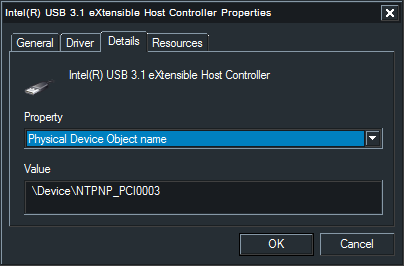 Intel(R) USB 3.1 eXtensible Host Controller Properties
General Driver Details Resources
Intel(R) USB 3.1 eXtensible Host Controller
Property
Physical Device Object name
Value
\Device\NTPNP_PCI0003
OK Cancel